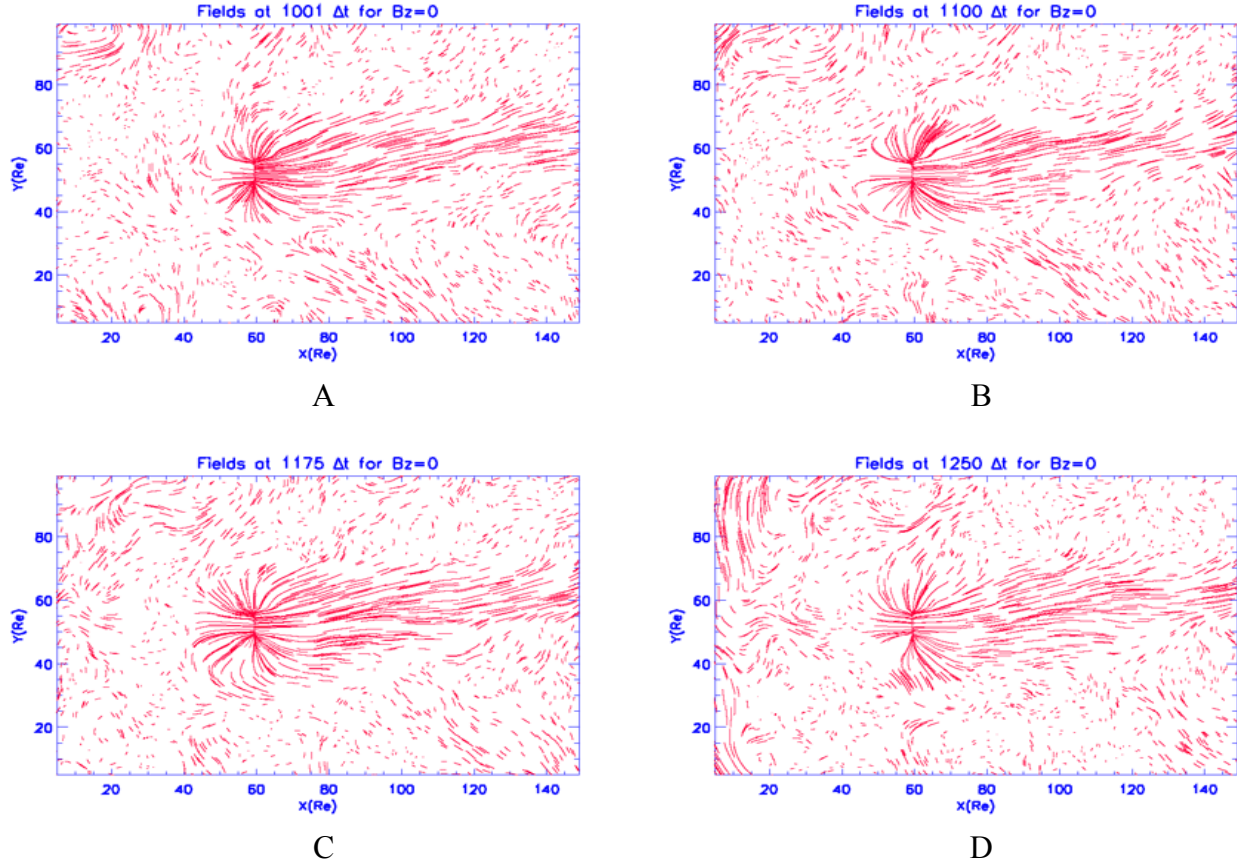 Fields at 1001 Δt for Bz=0
80
60
40
20
Y(Re)
20 40 60 80 100 120 140
X(Re)
A
Fields at 1100 Δt for Bz=0
80
60
40
20
Y(Re)
20 40 60 80 100 120 140
X(Re)
B
Fields at 1175 Δt for Bz=0
80
60
40
20
Y(Re)
20 40 60 80 100 120 140
X(Re)
C
Fields at 1250 Δt for Bz=0
80
60
40
20
Y(Re)
20 40 60 80 100 120 140
X(Re)
D